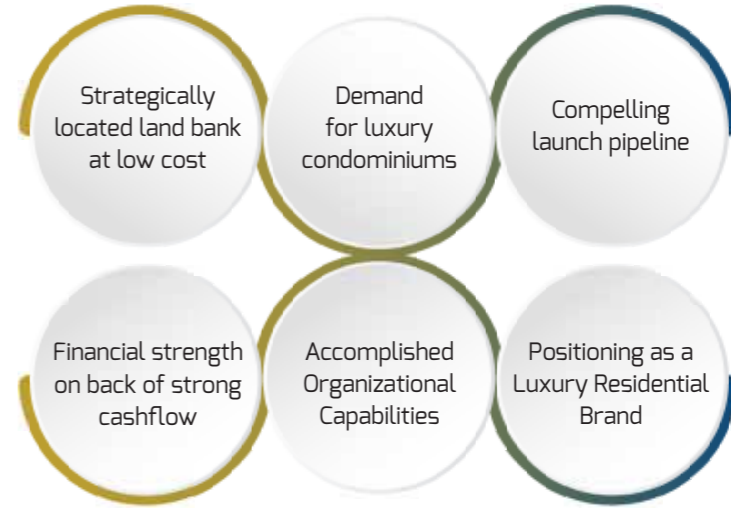 Strategically
located land bank
at low cost
Demand
for luxury
condominiums
Compelling
launch pipeline
Financial strength
on back of strong
cashflow
Accomplished
Organizational
Capabilities
Positioning as a
Luxury Residential
Brand